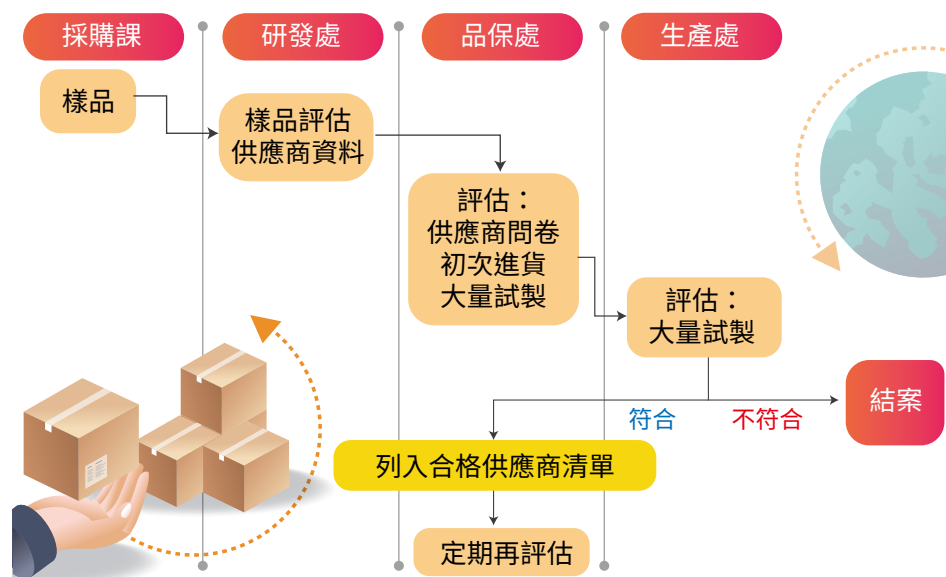 採購課
研發處
品保處
生產處
樣品
樣品評估
供應商資料
評估：
供應商問卷
初次進貨
大量試製
評估：
大量試製
符合
不符合
結案
列入合格供應商清單
定期再評估